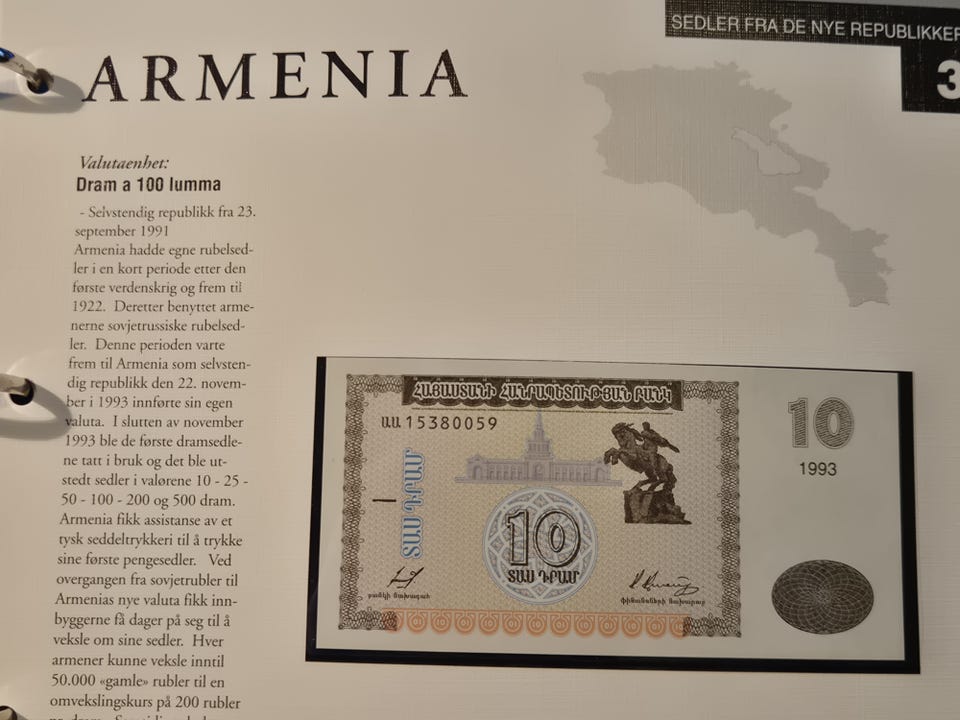 SEDLER FRA DE NYE REPUBLIKKER
3
ARMENIA
Valutaenhet:
Dram a 100 lumma
- Selvstendig republikk fra 23.
september 1991
Armenia hadde egne rubelsed-
ler i en kort periode etter den
første verdenskrig og frem til
1922. Deretter benyttet arme-
nerne sovjetrussiske rubelsed-
ler. Denne perioden varte
frem til Armenia som selvsten-
dig republikk den 22. novem-
ber i 1993 innførte sin egen
valuta. I slutten av november
1993 ble de første dramsedle-
ne tatt i bruk og det ble ut-
stedt sedler i valørene 10 - 25 -
50 - 100 - 200 og 500 dram.
Armenia fikk assistanse av et
tysk seddeltrykkeri til å trykke
sine første pengesedler. Ved
overgangen fra sovjetrubler til
Armenias nye valuta fikk inn-
byggerne få dager på seg til å
veksle om sine sedler. Hver
armener kunne veksle inntil
50.000 «gamle» rubler til en
omvekslingskurs på 200 rubler
ՀԱՅԱՍՏԱՆԻ ՀԱՆՐԱՊԵՏՈՒԹՅԱՆ ԲԱՆԿ
ԱԱ 15380059
ՏԱՍ ԴՐԱՄ
10
ՏԱՍ ԴՐԱՄ
բանկի նախագահ
ֆինանսների նախարար
10
1993